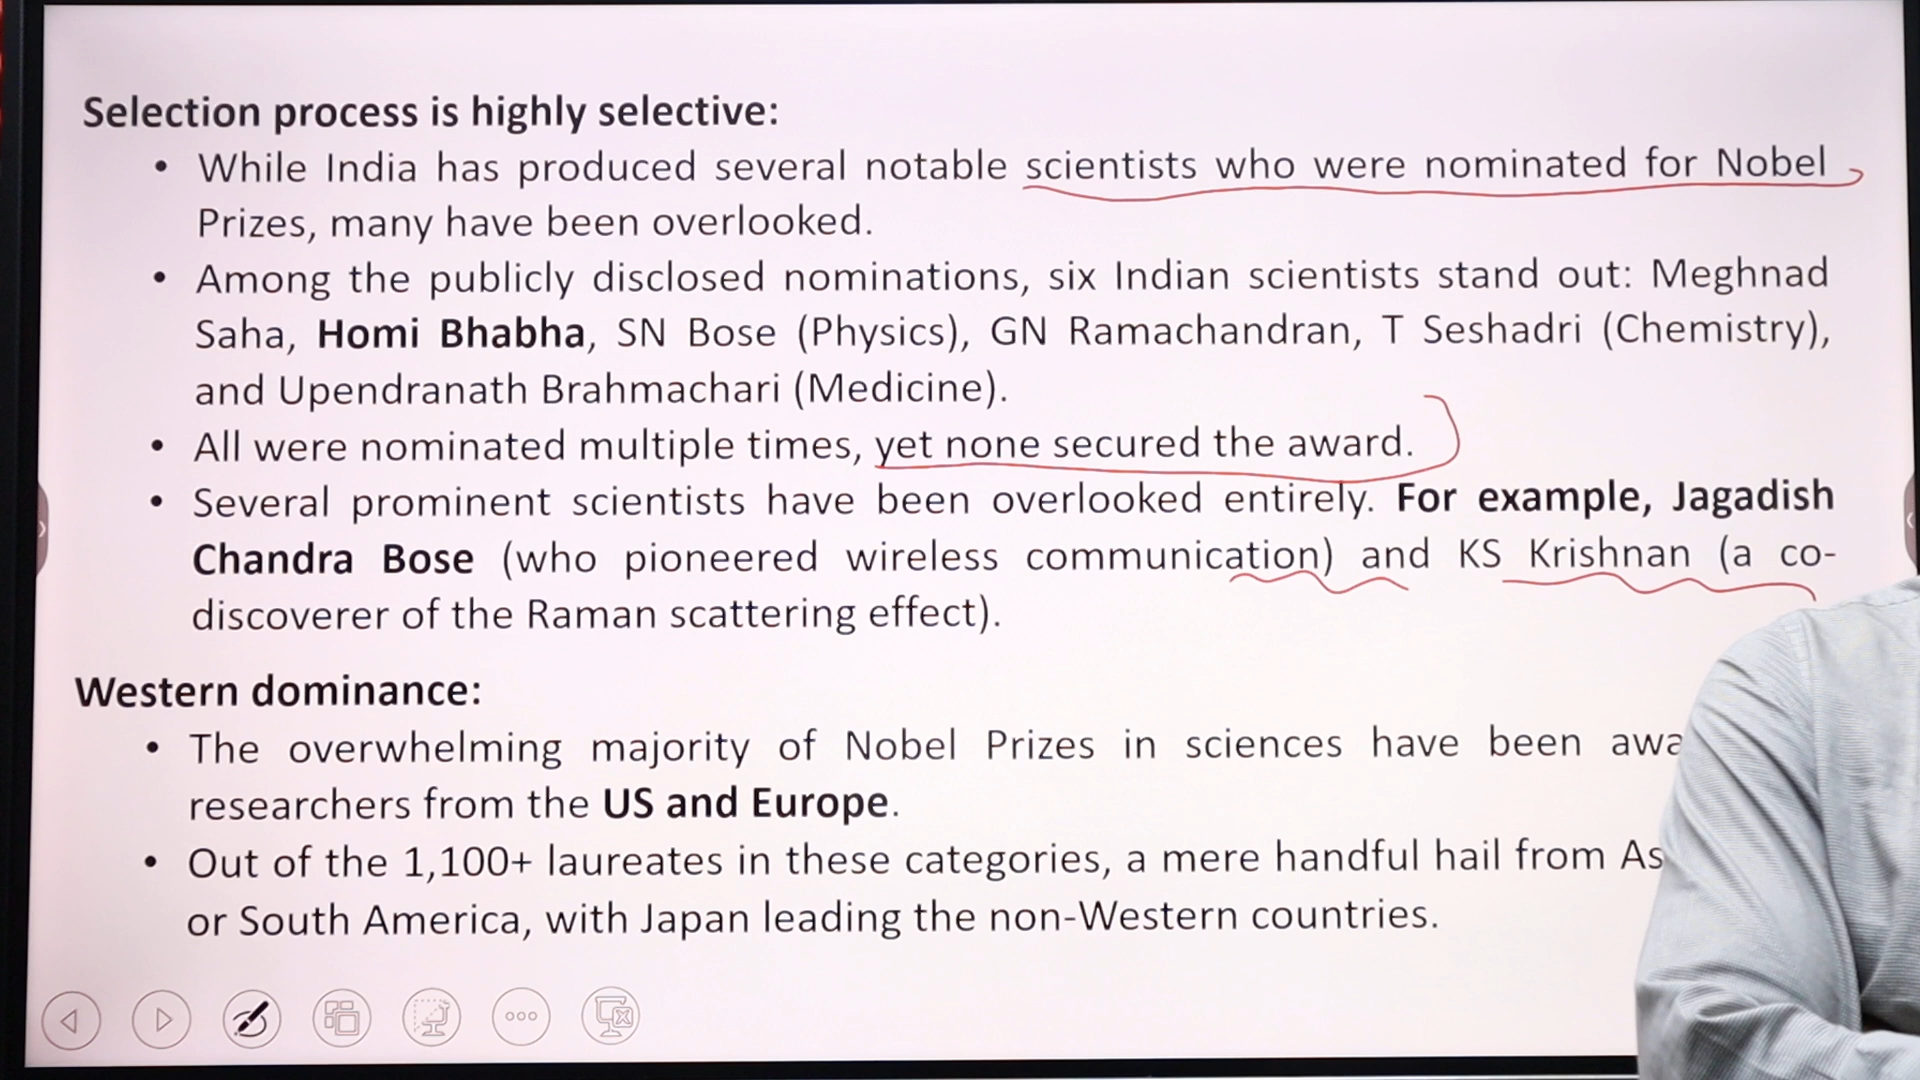 Selection process is highly selective:
• While India has produced several notable scientists who were nominated for Nobel
Prizes, many have been overlooked.
• Among the publicly disclosed nominations, six Indian scientists stand out: Meghnad
Saha, Homi Bhabha, SN Bose (Physics), GN Ramachandran, T Seshadri (Chemistry),
and Upendranath Brahmachari (Medicine).
• All were nominated multiple times, yet none secured the award.
• Several prominent scientists have been overlooked entirely. For example, Jagadish
Chandra Bose (who pioneered wireless communication) and KS Krishnan (a co-
discoverer of the Raman scattering effect).
Western dominance:
• The overwhelming majority of Nobel Prizes in sciences have been
researchers from the US and Europe.
• Out of the 1,100+ laureates in these categories, a mere handful hail from
or South America, with Japan leading the non-Western countries.